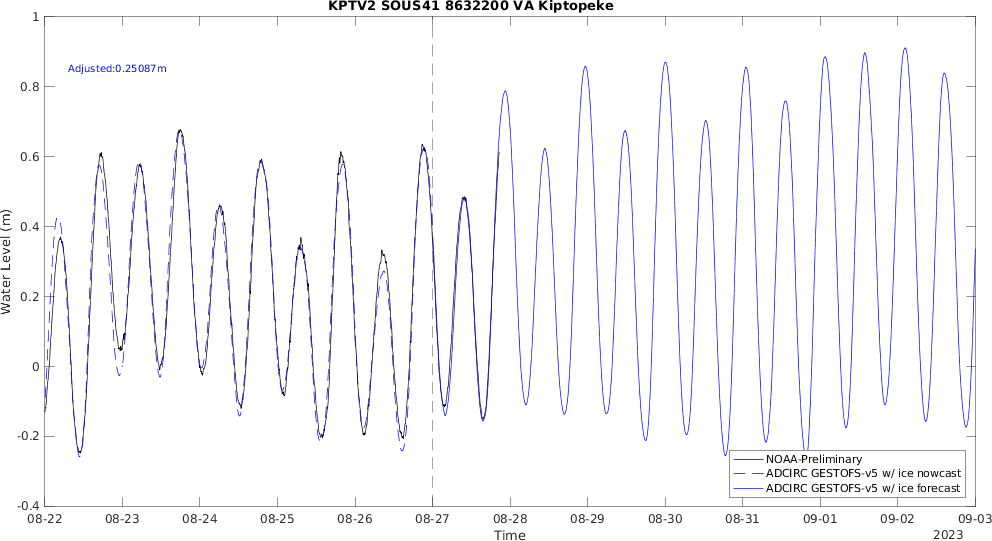 KPTV2 SOUS41 8632200 VA Kiptopeke
Adjusted:0.25087m
Water Level (m)
1
0.8
0.6
0.4
0.2
0
-0.2
-0.4
08-22 08-23 08-24 08-25 08-26 08-27 08-28 08-29 08-30 08-31 09-01 09-02 09-03
Time
2023
NOAA-Preliminary
ADCIRC GESTOFS-v5 w/ ice nowcast
ADCIRC GESTOFS-v5 w/ ice forecast